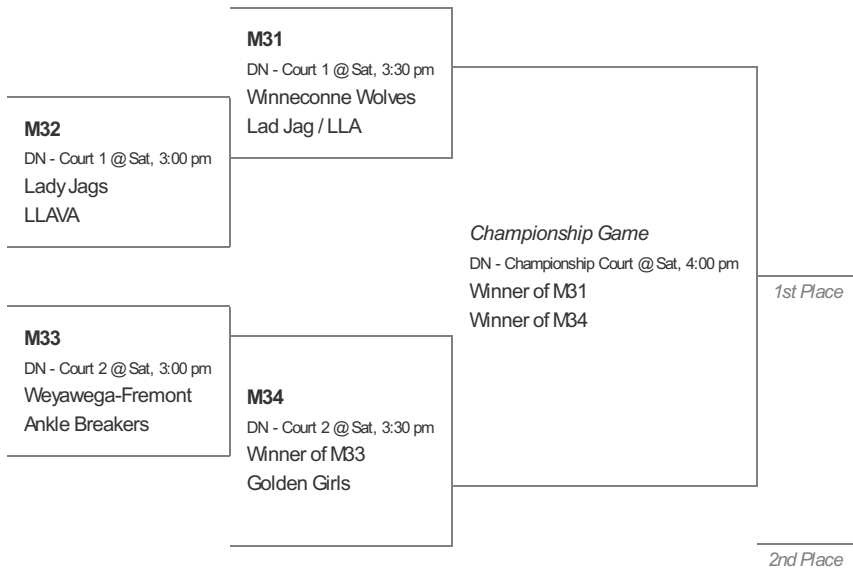 M31
DN - Court 1 @ Sat, 3:30 pm
Winneconne Wolves
Lad Jag / LLA
M32
DN - Court 1 @ Sat, 3:00 pm
Lady Jags
LLAVA
Championship Game
DN - Championship Court @ Sat, 4:00 pm
Winner of M31
Winner of M34
1st Place
M33
DN - Court 2 @ Sat, 3:00 pm
Weyawega-Fremont
Ankle Breakers
M34
DN - Court 2 @ Sat, 3:30 pm
Winner of M33
Golden Girls
2nd Place